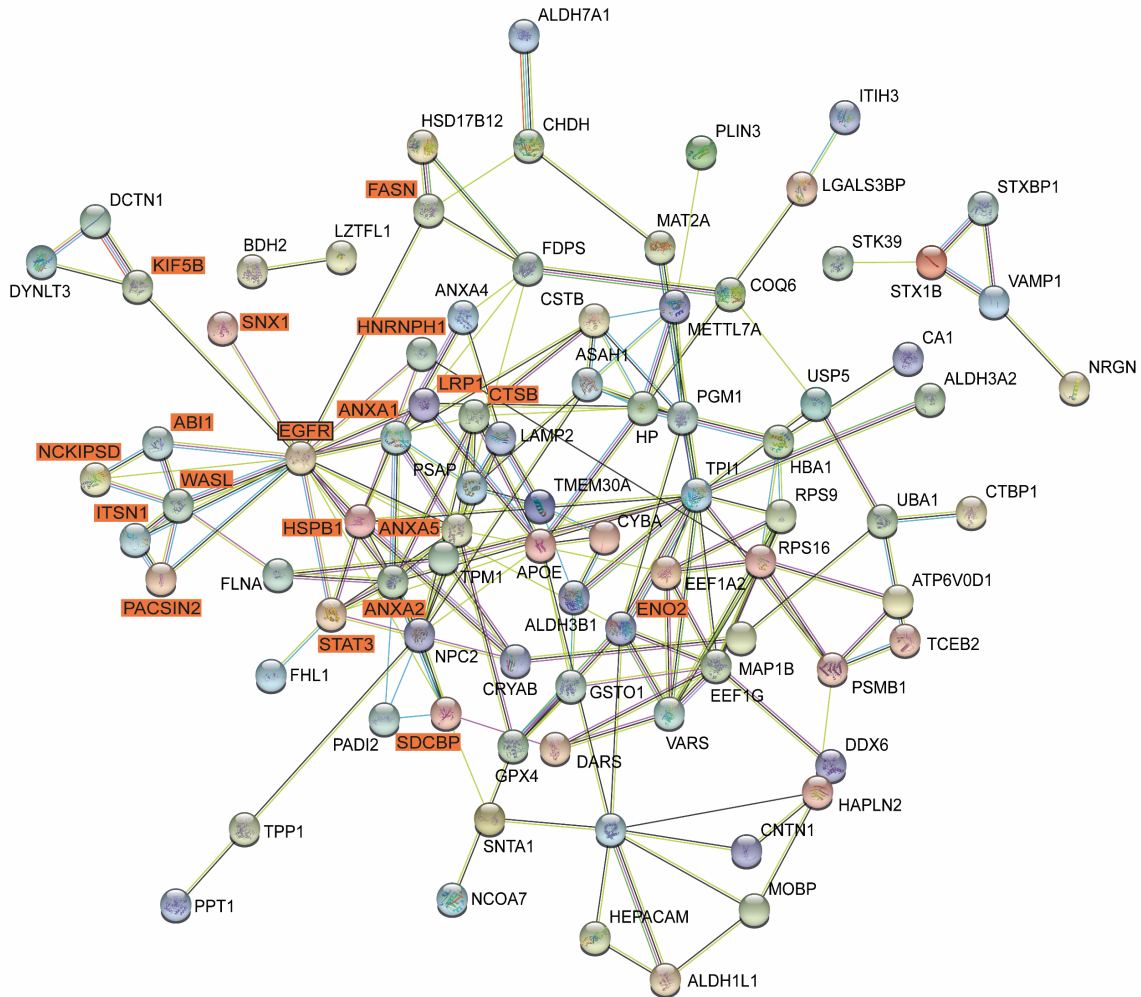 ALDH7A1
ITIH3
HSD17B12
CHDH
PLIN3
FASN
LGALS3BP
DCTN1
STXBP1
LZTFL1
BDH2
MAT2A
STK39
KIF5B
FDPS
DYNLT3
COQ6
STX1B
VAMP1
ANXA4
CSTB
SNX1
HNRNPH1
METTL7A
CA1
ASAH1
NRGN
LRP1
CTSB
USP5
ALDH3A2
PGM1
ANXA1
ABI1
EGFR
LAMP2
HP
HBA1
NCKIPSD
PSAP
TPI1
WASL
TMEM30A
RPS9
UBA1
CTBP1
ITSN1
HSPB1
ANXA5
CYBA
RPS16
APOE
FLNA
TPM1
EEF1A2
ATP6V0D1
PACSIN2
ANXA2
ALDH3B1
ENO2
STAT3
NPC2
TCEB2
MAP1B
FHL1
CRYAB
GSTO1
EEF1G
PSMB1
PADI2
SDCBP
VARS
DARS
DDX6
GPX4
HAPLN2
TPP1
SNTA1
CNTN1
MOBP
PPT1
NCOA7
HEPACAM
ALDH1L1